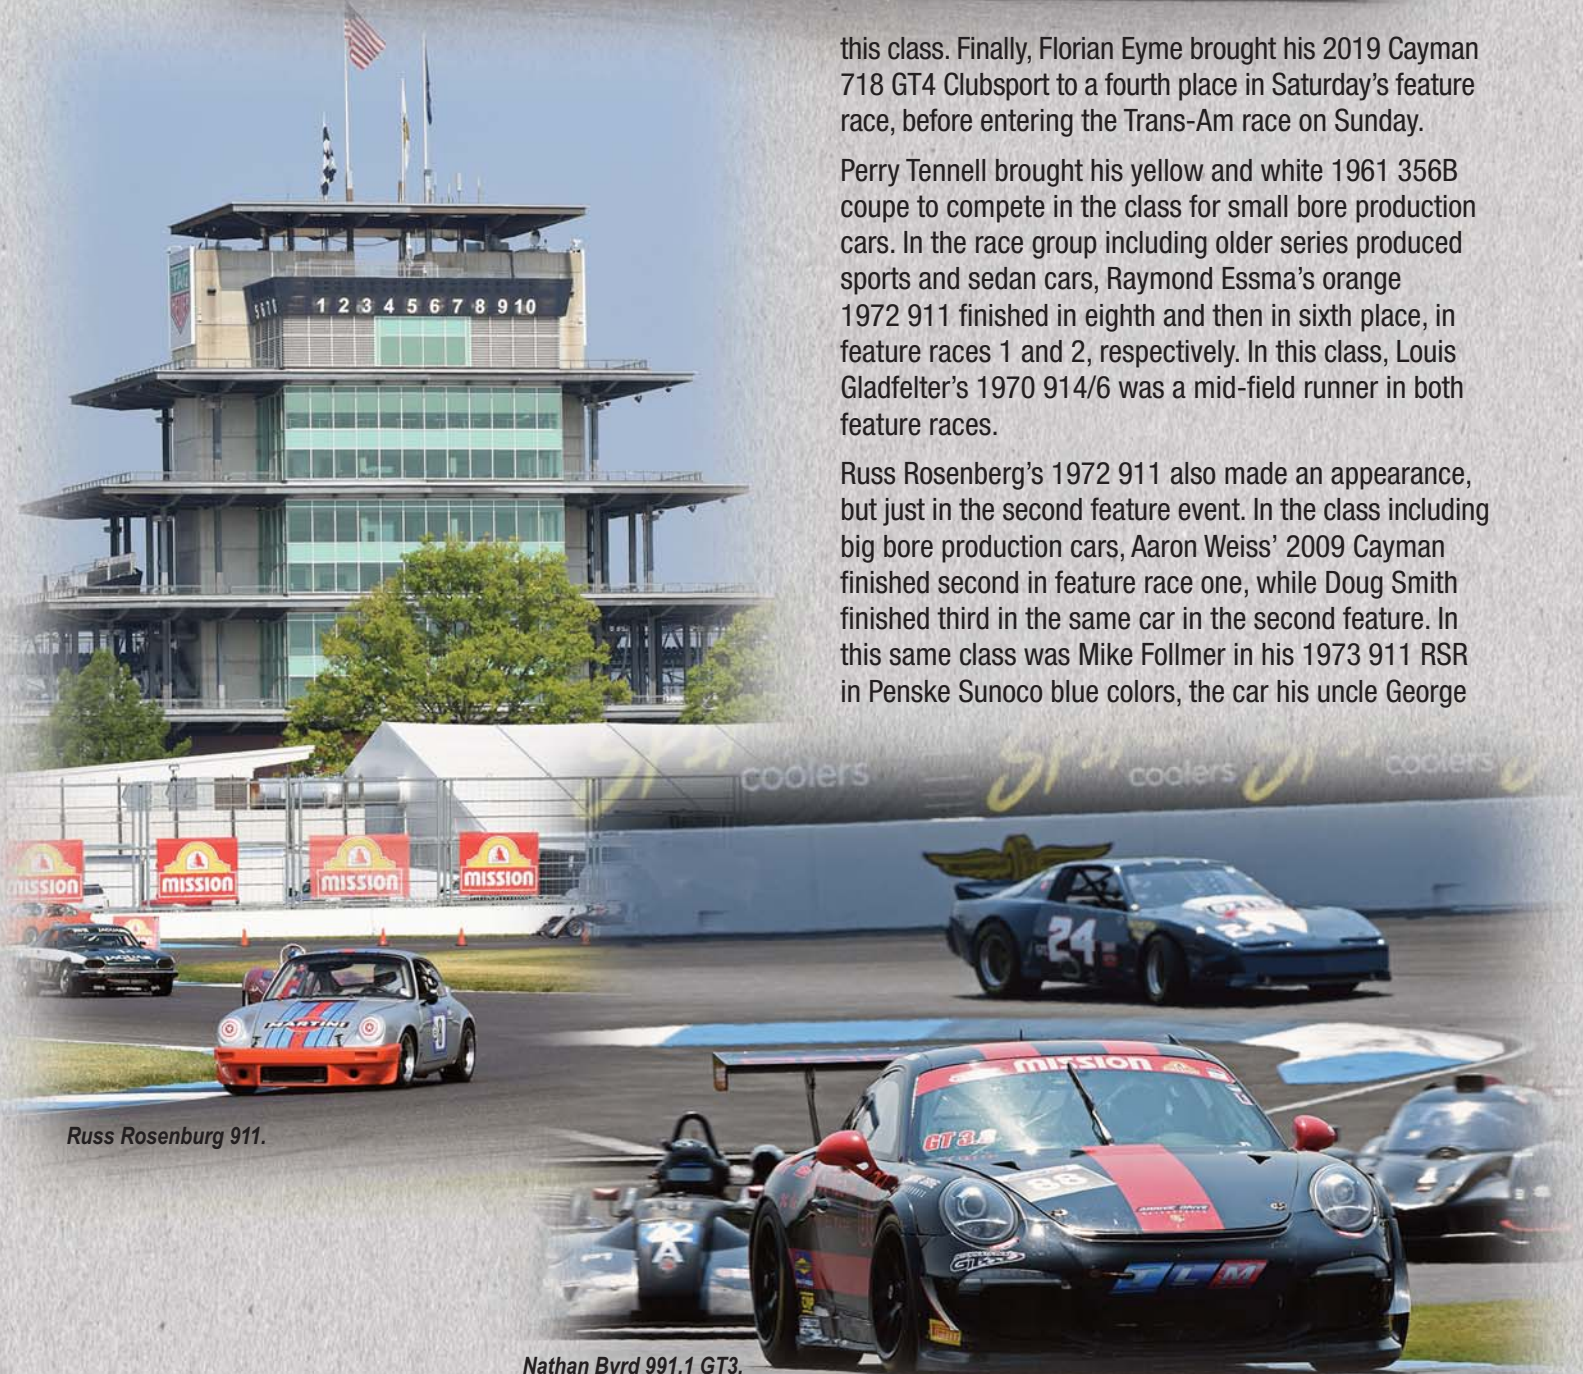 this class. Finally, Florian Eyme brought his 2019 Cayman
718 GT4 Clubsport to a fourth place in Saturday’s feature
race, before entering the Trans-Am race on Sunday.
Perry Tennell brought his yellow and white 1961 356B
coupe to compete in the class for small bore production
cars. In the race group including older series produced
sports and sedan cars, Raymond Essma’s orange
1972 911 finished in eighth and then in sixth place, in
feature races 1 and 2, respectively. In this class, Louis
Gladfelter’s 1970 914/6 was a mid-field runner in both
feature races.
Russ Rosenberg’s 1972 911 also made an appearance,
but just in the second feature event. In the class including
big bore production cars, Aaron Weiss’ 2009 Cayman
finished second in feature race one, while Doug Smith
finished third in the same car in the second feature. In
this same class was Mike Follmer in his 1973 911 RSR
in Penske Sunoco blue colors, the car his uncle George
TAG
5 6 7 8
1 2 3 4 5 6 7 8 9 10
coolers
coolers
coolers
MISSION
MISSION
MISSION
MISSION
JAGUAR
MARTINI
24
24
Russ Rosenburg 911.
MISSION
GT3
88
A
JLM
Nathan Byrd 991.1 GT3.